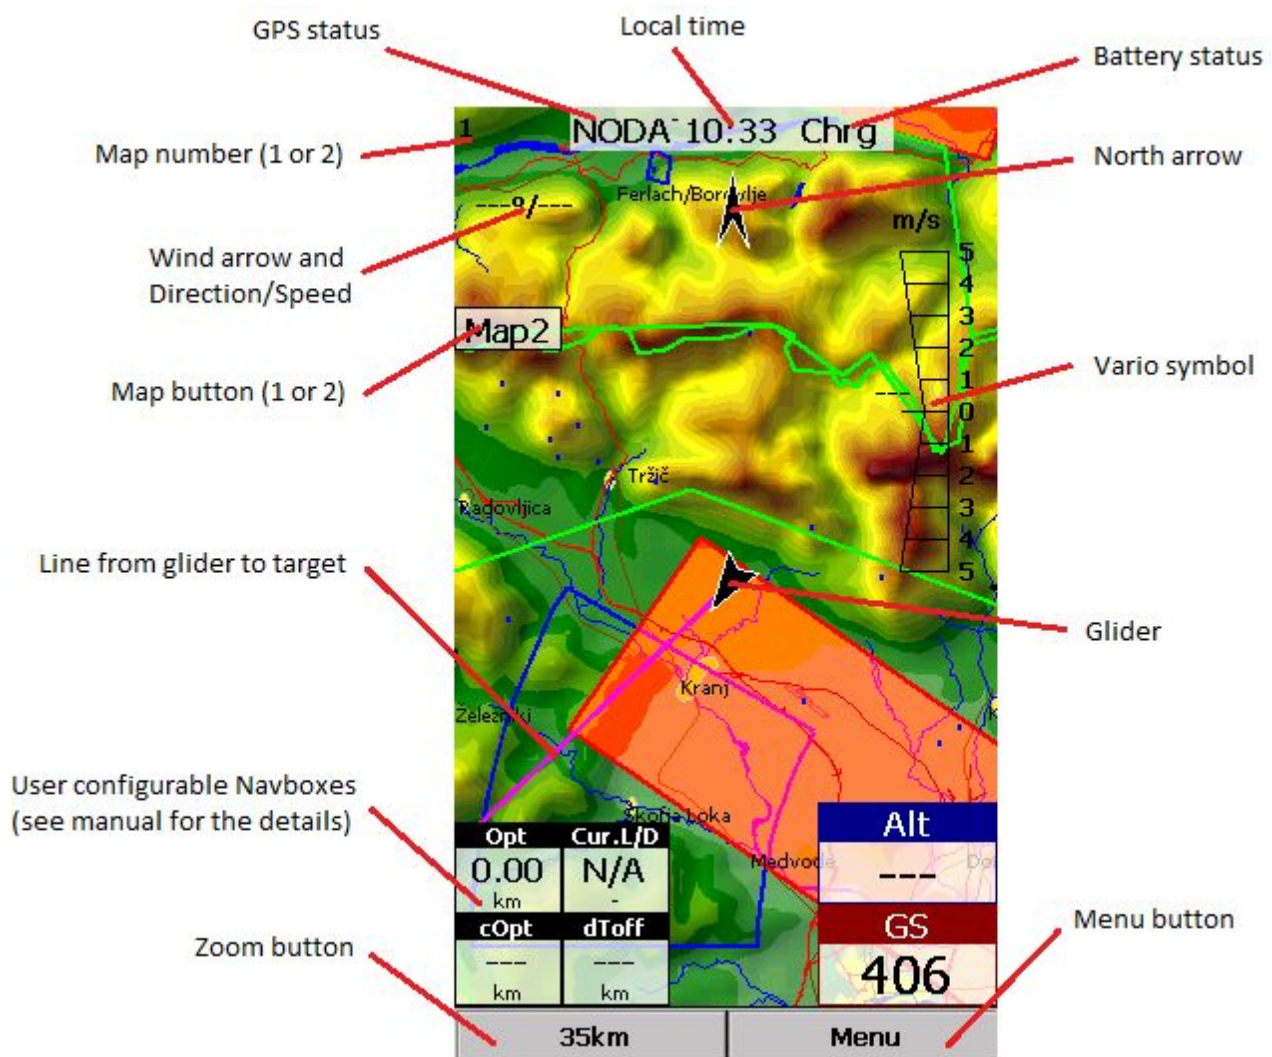 GPS status
Local time
Battery status
1
NODA 10.33 Chrg
Map number (1 or 2)
North arrow
Ferlach/Borovlje
---º/---
m/s
Wind arrow and
Direction/Speed
5
4
3
2
1
0
1
2
3
4
5
Map2
Vario symbol
Map button (1 or 2)
---
Tržič
Radovljica
Line from glider to target
Glider
Kranj
K
Železniki
User configurable Navboxes
(see manual for the details)
Škofja Loka
Medvode
Do
Opt
Cur.L/D
0.00
N/A
km
-
cOpt
dToff
---
---
km
km
Alt
---
GS
406
Zoom button
Menu button
35km
Menu